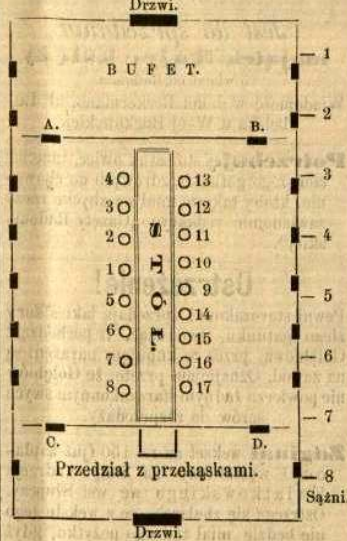 Drzwi.
BUFET.
1
2
A.
B.
3
4 13
3 12
2 11
4
1 10
9
5
5 14
6 15
6
7 16
8 17
STÓŁ.
7
C.
D.
Przedział z przekąskami.
8
Sążni.
Drzwi.